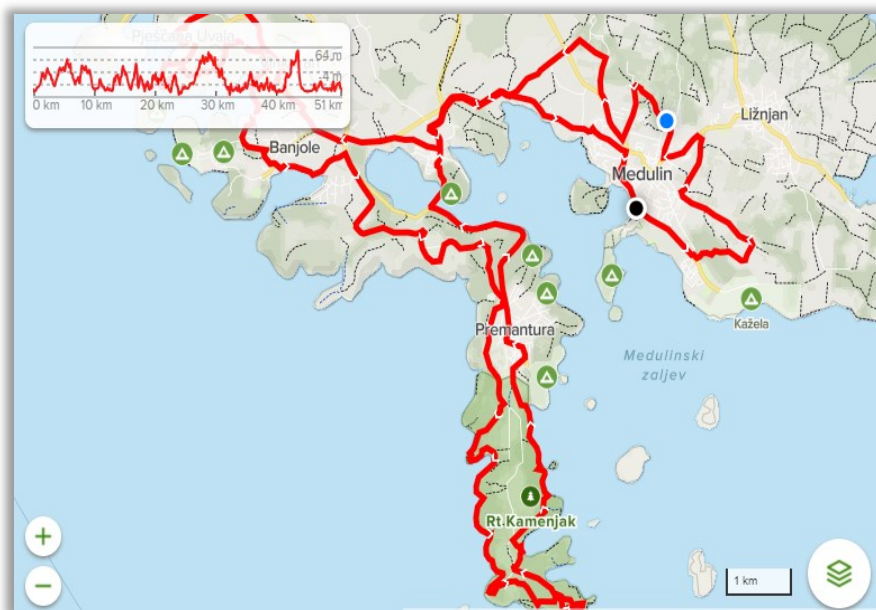 Pješčana Uvala
64 m
4 m
0 km 10 km 20 km 30 km 40 km 51 km
Banjole
Ližnjan
Medulin
Premantura
Kažela
Medulinski
zaljev
Rt Kamenjak
+
−
1 km